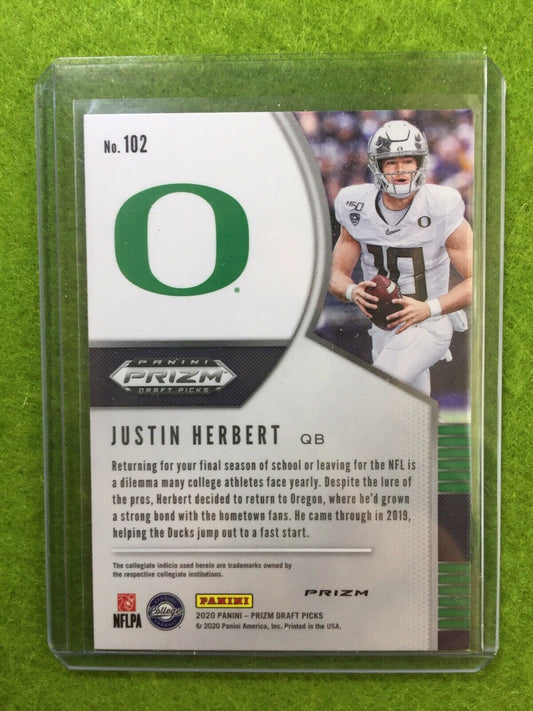 No. 102
O
®
150
O
10
PANINI
PRIZM
DRAFT PICKS
JUSTIN HERBERT QB
Returning for your final season of school or leaving for the NFL is
a dilemma many college athletes face yearly. Despite the lure of
the pros, Herbert decided to return to Oregon, where he'd grown
a strong bond with the hometown fans. He came through in 2019,
helping the Ducks jump out to a fast start.
The collegiate indicia used herein are trademarks owned by
the respective collegiate institutions.
PRIZM
NFLPA
College
PANINI
2020 PANINI – PRIZM DRAFT PICKS
© 2020 Panini America, Inc. Printed in the USA.